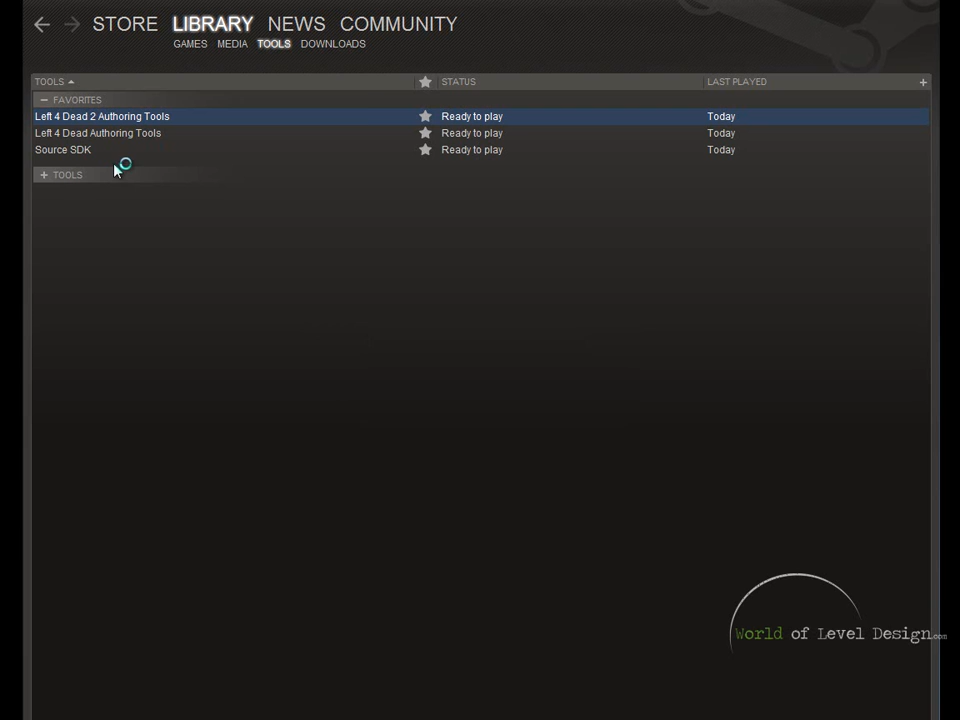 STORE LIBRARY NEWS COMMUNITY
GAMES MEDIA TOOLS DOWNLOADS
TOOLS STATUS LAST PLAYED +
− FAVORITES
Left 4 Dead 2 Authoring Tools Ready to play Today
Left 4 Dead Authoring Tools Ready to play Today
Source SDK Ready to play Today
+ TOOLS
World of Level Design.com